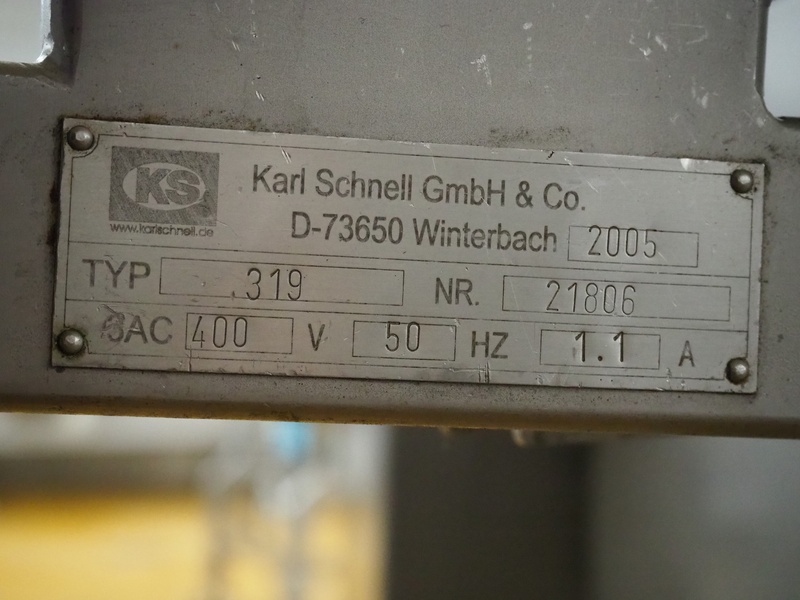 KS
www.karlschnell.de
Karl Schnell GmbH & Co.
D-73650 Winterbach 2005
TYP 319 NR. 21806
3AC 400 V 50 HZ 1.1 A